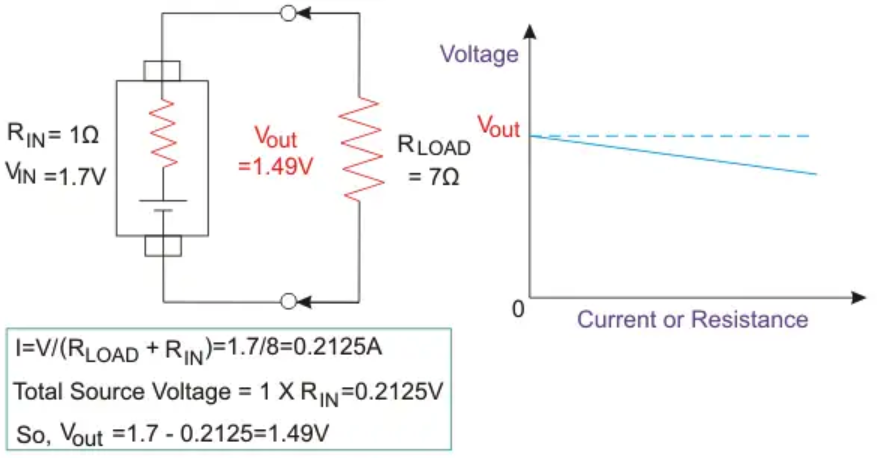 R IN = 1Ω
VIN =1.7V
Vout
=1.49V
RLOAD
= 7Ω
Voltage
Vout
0
Current or Resistance
I=V/(RLOAD + RIN)=1.7/8=0.2125A
Total Source Voltage = 1 X RIN=0.2125V
So, Vout =1.7 - 0.2125=1.49V